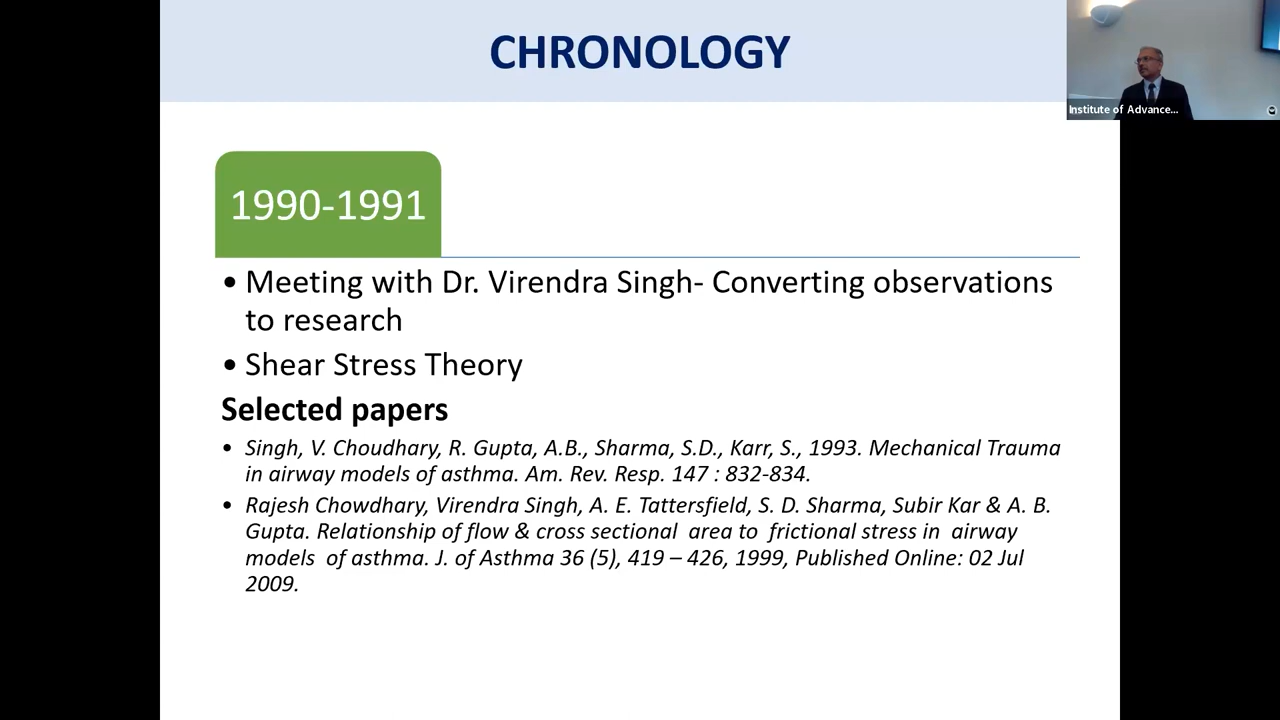 CHRONOLOGY
Institute of Advance...
1990-1991
• Meeting with Dr. Virendra Singh- Converting observations
to research
• Shear Stress Theory
Selected papers
• Singh, V. Choudhary, R. Gupta, A.B., Sharma, S.D., Karr, S., 1993. Mechanical Trauma
in airway models of asthma. Am. Rev. Resp. 147 : 832-834.
• Rajesh Chowdhary, Virendra Singh, A. E. Tattersfield, S. D. Sharma, Subir Kar & A. B.
Gupta. Relationship of flow & cross sectional area to frictional stress in airway
models of asthma. J. of Asthma 36 (5), 419 – 426, 1999, Published Online: 02 Jul
2009.